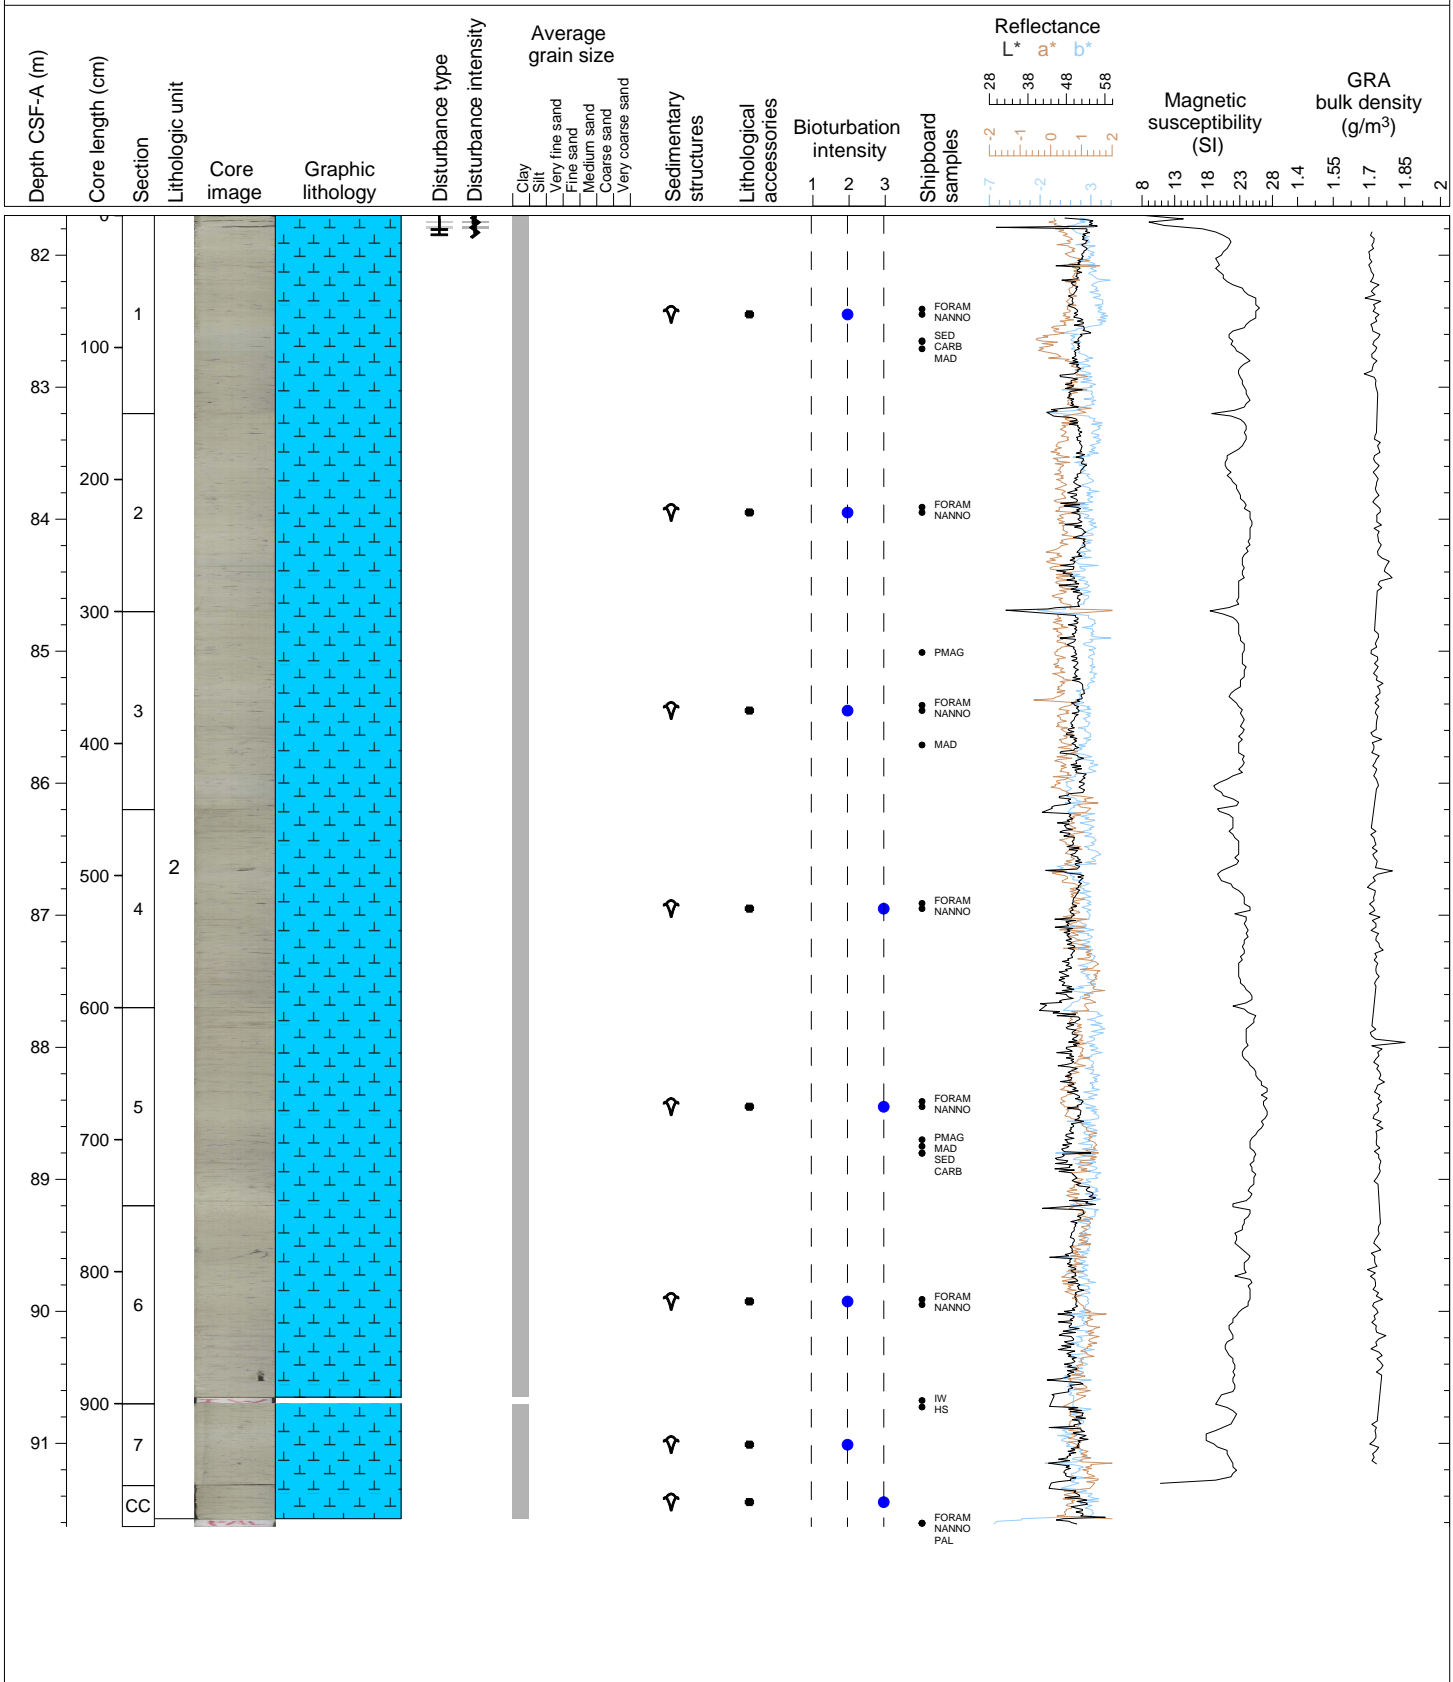 Depth CSF-A (m)
Core length (cm)
Section
Lithologic unit
Core
image
Graphic
lithology
Disturbance type
Disturbance intensity
Average
grain size
Clay
Silt
Very fine sand
Fine sand
Medium sand
Coarse sand
Very coarse sand
Sedimentary
structures
Lithological
accessories
Bioturbation
intensity
1 2 3
Shipboard
samples
Reflectance
L* a* b*
28 38 48 58
-2 -1 0 1 2
-7 -2 3
Magnetic
susceptibility
(SI)
8 13 18 23 28
GRA
bulk density
(g/m³)
1.4 1.55 1.7 1.85 2
0
82
1
FORAM
NANNO
SED
CARB
MAD
100
83
200
84
2
FORAM
NANNO
300
85
PMAG
3
FORAM
NANNO
400
MAD
86
2
500
87
4
FORAM
NANNO
600
88
5
FORAM
NANNO
700
PMAG
MAD
SED
CARB
89
800
90
6
FORAM
NANNO
900
IW
HS
91
7
CC
FORAM
NANNO
PAL